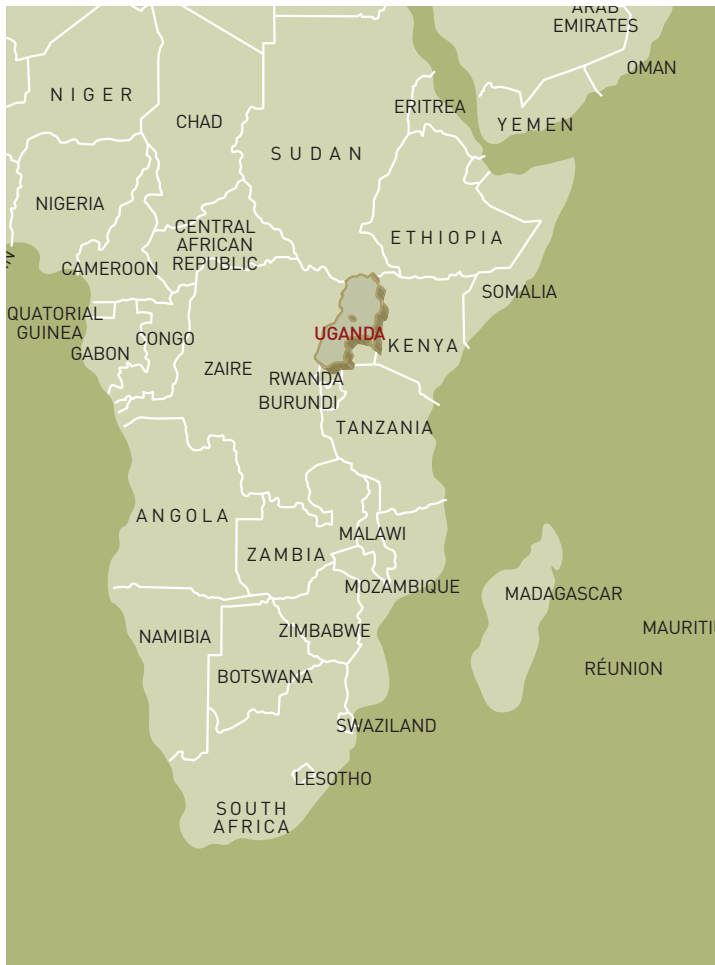 ARAB
EMIRATES
OMAN
NIGER
ERITREA
CHAD
YEMEN
SUDAN
NIGERIA
CENTRAL
AFRICAN
REPUBLIC
ETHIOPIA
CAMEROON
SOMALIA
QUATORIAL
GUINEA
UGANDA
CONGO
KENYA
GABON
ZAIRE
RWANDA
BURUNDI
TANZANIA
ANGOLA
MALAWI
ZAMBIA
MOZAMBIQUE
MADAGASCAR
NAMIBIA
ZIMBABWE
MAURITI
RÉUNION
BOTSWANA
SWAZILAND
LESOTHO
SOUTH
AFRICA